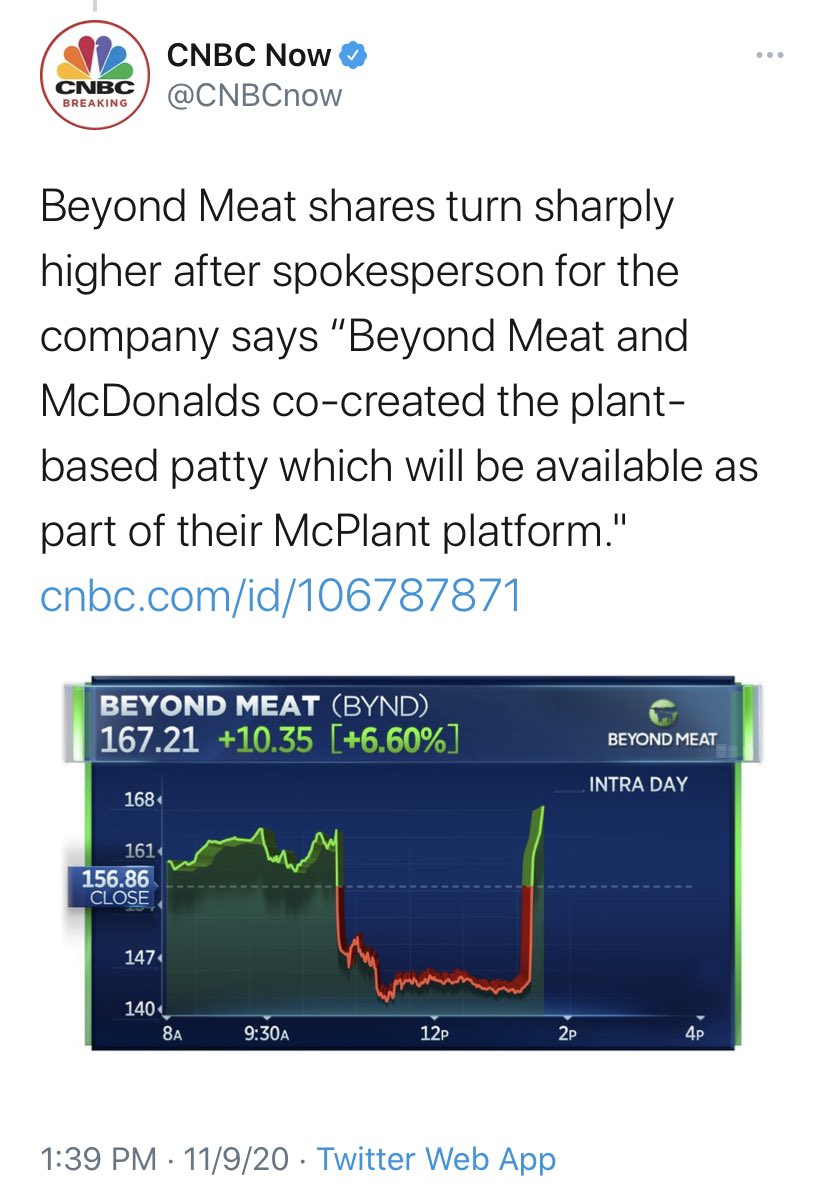 CNBC Now
CNBC
BREAKING
@CNBCnow
Beyond Meat shares turn sharply
higher after spokesperson for the
company says “Beyond Meat and
McDonalds co-created the plant-
based patty which will be available as
part of their McPlant platform."
cnbc.com/id/106787871
BEYOND MEAT (BYND)
167.21 +10.35 [+6.60%]
BEYOND MEAT
INTRA DAY
168
161
156.86
CLOSE
147
140
8A 9:30A 12P 2P 4P
1:39 PM · 11/9/20 · Twitter Web App